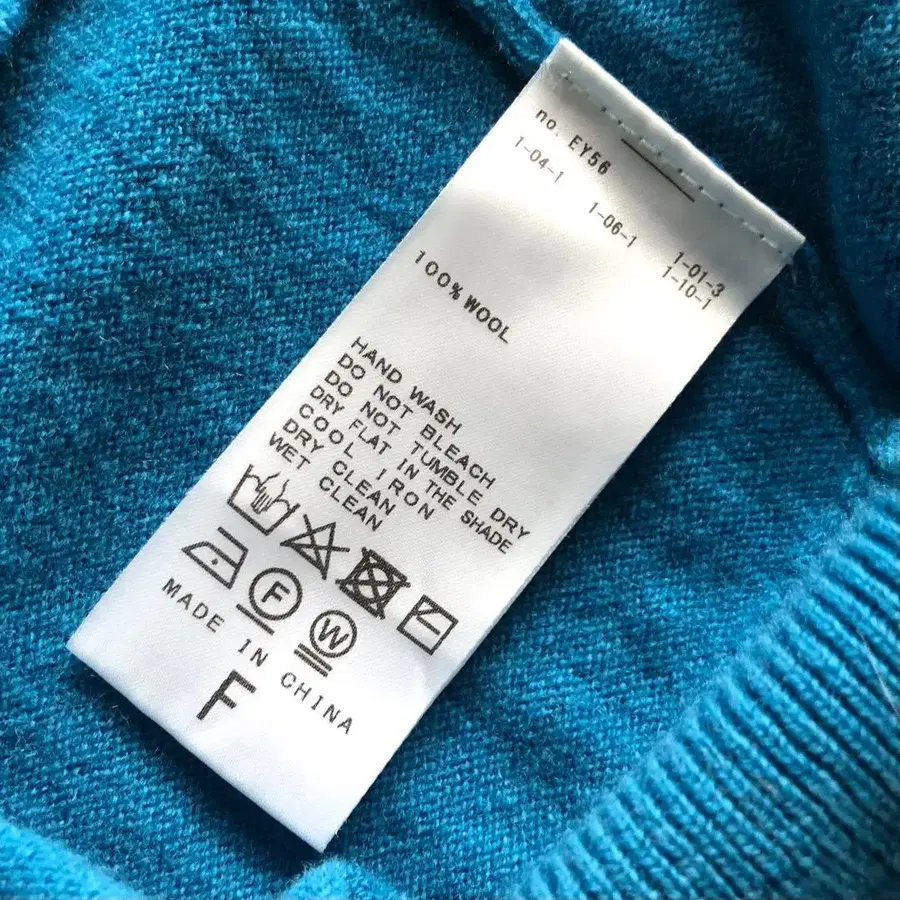 no. EY56
1-04-1
1-06-1
1-01-3
1-10-1
100% WOOL
HAND WASH
DO NOT BLEACH
DO NOT TUMBLE DRY
DRY FLAT IN THE SHADE
COOL IRON
DRY CLEAN
WET CLEAN
F
W
MADE IN CHINA
F